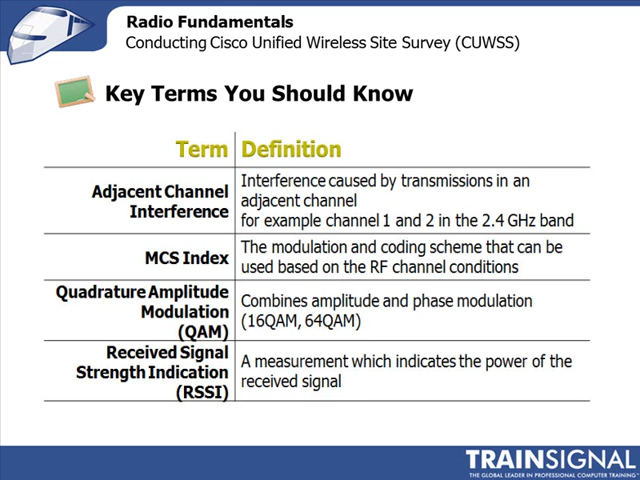 Radio Fundamentals
Conducting Cisco Unified Wireless Site Survey (CUWSS)
Key Terms You Should Know
Term Definition
Adjacent Channel
Interference
Interference caused by transmissions in an
adjacent channel
for example channel 1 and 2 in the 2.4 GHz band
MCS Index
The modulation and coding scheme that can be
used based on the RF channel conditions
Quadrature Amplitude
Modulation
(QAM)
Combines amplitude and phase modulation
(16QAM, 64QAM)
Received Signal
Strength Indication
(RSSI)
A measurement which indicates the power of the
received signal
TRAINSIGNAL
THE GLOBAL LEADER IN PROFESSIONAL COMPUTER TRAINING